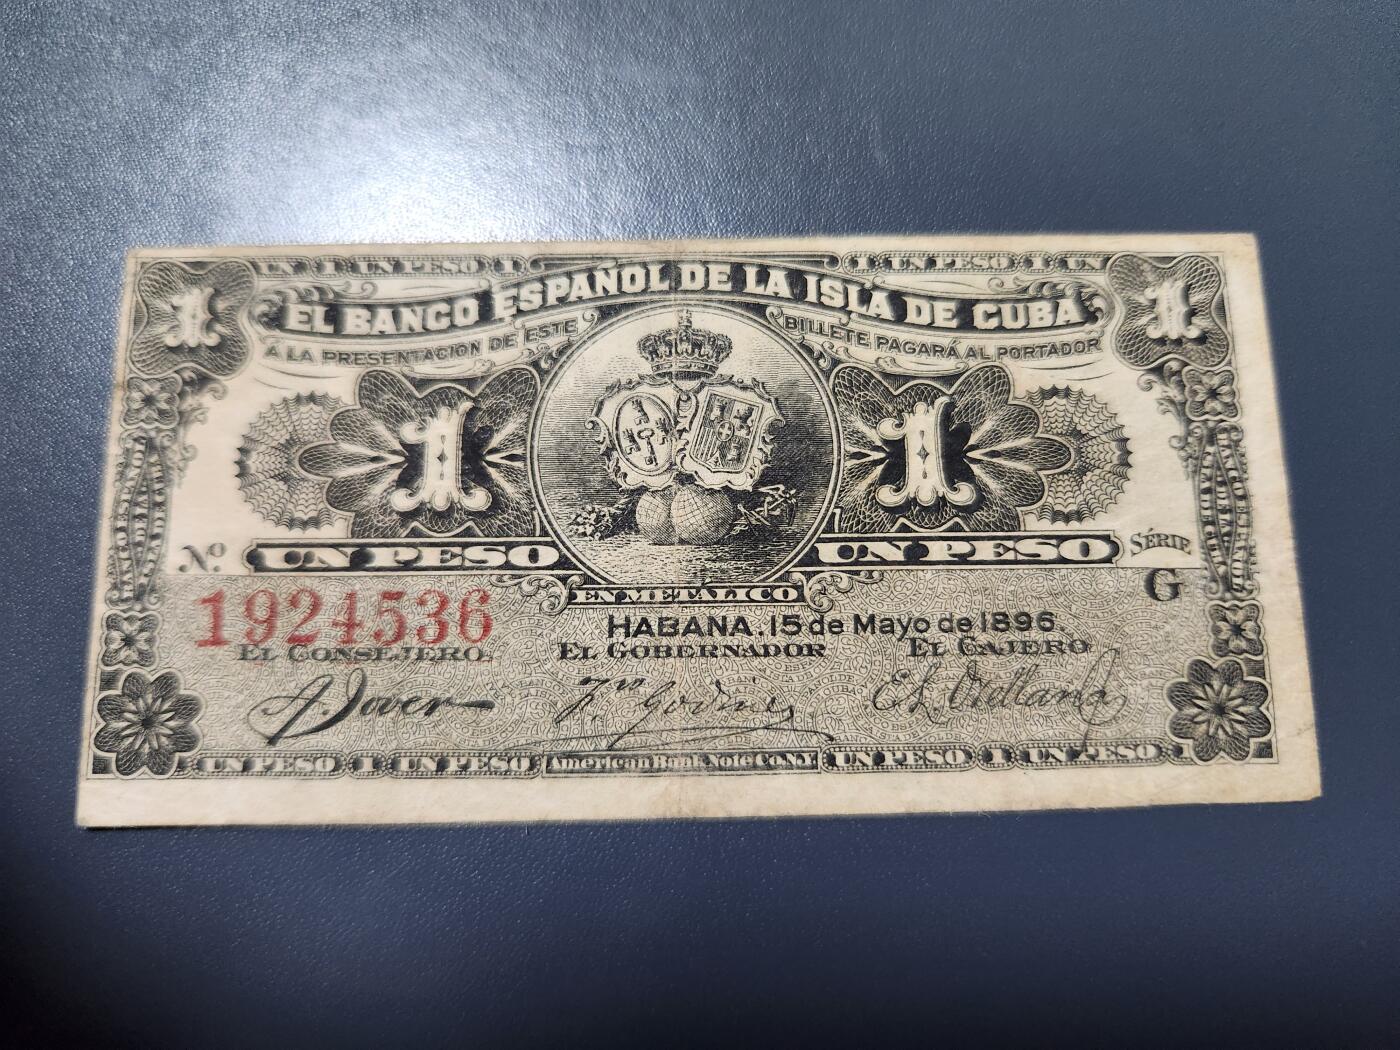 UN 1 UN PESO 1
1 UN PESO 1 UN
1
1
EL BANCO ESPAÑOL DE LA ISLA DE CUBA
Á LA PRESENTACION DE ESTE BILLETE PAGARÁ AL PORTADOR
1
1
Nº
UN PESO
UN PESO
SÉRIE
G
EN METÁLICO
1924536
HABANA. 15 de Mayo de 1896.
EL CONSEJERO.
EL GOBERNADOR
EL CAJERO
UN PESO 1 UN PESO
American Bank Note Co. N.Y.
UN PESO 1 UN PESO